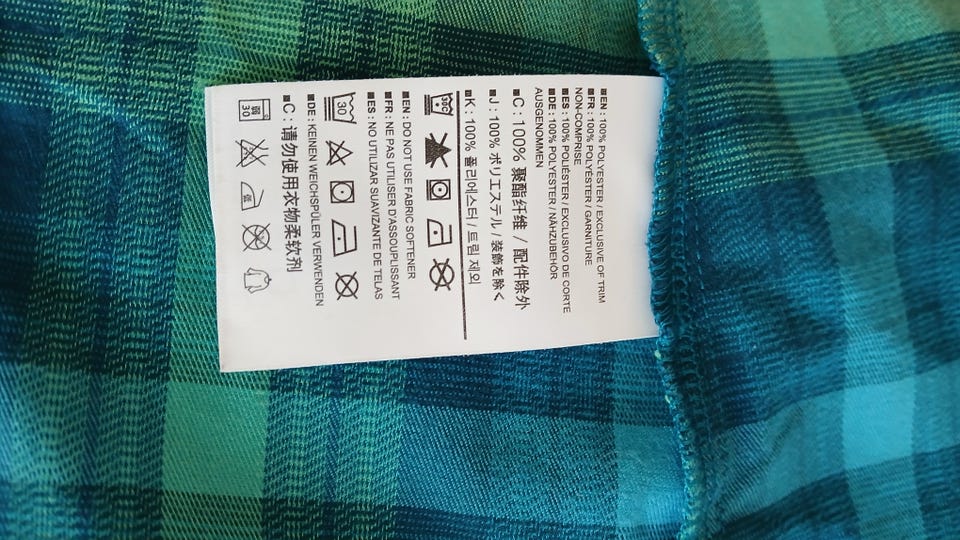 ■EN : 100% POLYESTER / EXCLUSIVE OF TRIM
■FR : 100% POLYESTER / GARNITURE
NON-COMPRISE
■ES : 100% POLIÉSTER / EXCLUSIVO DE CORTE
■DE : 100% POLYESTER / NÄHZUBEHÖR
AUSGENOMMEN
■C : 100% 聚酯纤维 / 配件除外
■J : 100% ポリエステル / 装飾を除く
■K : 100% 폴리에스터 / 트림 제외
30C
■EN : DO NOT USE FABRIC SOFTENER
■FR : NE PAS UTILISER D'ASSOUPLISSANT
■ES : NO UTILIZAR SUAVIZANTE DE TELAS
30
■DE : KEINEN WEICHSPÜLER VERWENDEN
■C : 请勿使用衣物柔软剂
30